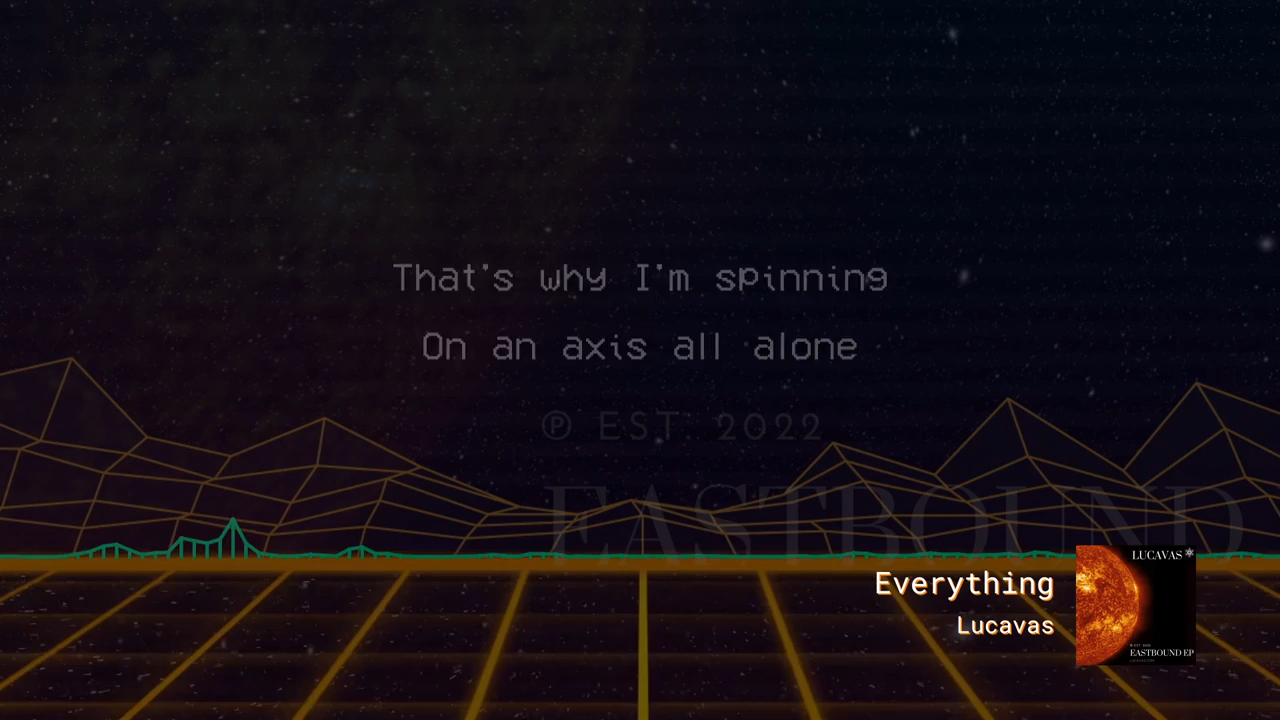 That's why I'm spinning
On an axis all alone
℗ EST. 2022
EASTBOUND
Everything
Lucavas
LUCAVAS
EASTBOUND EP